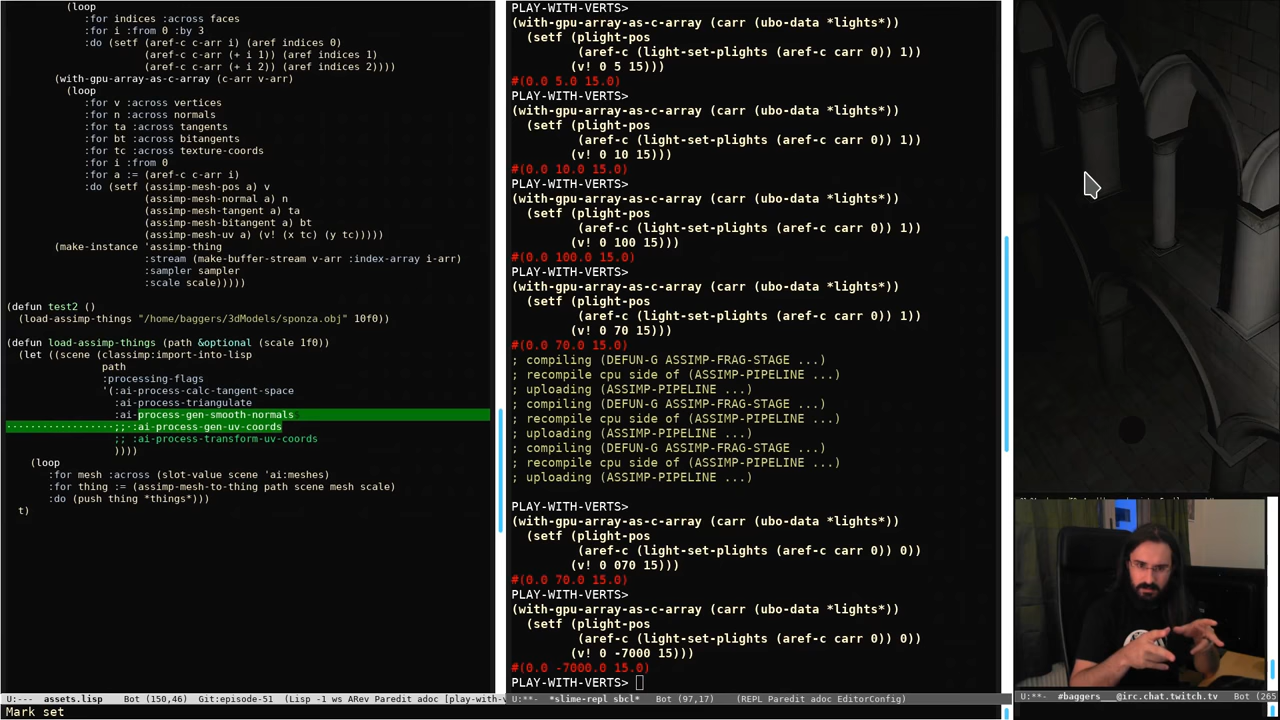 (loop
:for indices :across faces
:for i :from 0 :by 3
:do (setf (aref-c c-arr i) (aref indices 0)
(aref-c c-arr (+ i 1)) (aref indices 1)
(aref-c c-arr (+ i 2)) (aref indices 2))))
(with-gpu-array-as-c-array (c-arr v-arr)
(loop
:for v :across vertices
:for n :across normals
:for ta :across tangents
:for bt :across bitangents
:for tc :across texture-coords
:for i :from 0
:for a := (aref-c c-arr i)
:do (setf (assimp-mesh-pos a) v
(assimp-mesh-normal a) n
(assimp-mesh-tangent a) ta
(assimp-mesh-bitangent a) bt
(assimp-mesh-uv a) (v! (x tc) (y tc)))))
(make-instance 'assimp-thing
:stream (make-buffer-stream v-arr :index-array i-arr)
:sampler sampler
:scale scale)))))
(defun test2 ()
(load-assimp-things "/home/baggers/3dModels/sponza.obj" 10f0))
(defun load-assimp-things (path &optional (scale 1f0))
(let ((scene (classimp:import-into-lisp
path
:processing-flags
'(:ai-process-calc-tangent-space
:ai-process-triangulate
:ai-process-gen-smooth-normals
;; :ai-process-gen-uv-coords
;; :ai-process-transform-uv-coords
))))
(loop
:for mesh :across (slot-value scene 'ai:meshes)
:for thing := (assimp-mesh-to-thing path scene mesh scale)
:do (push thing *things*)))
t)
U:--- assets.lisp Bot (150,46) Git:episode-51 (Lisp -1 ws ARev Paredit adoc [play-with-v
Mark set
PLAY-WITH-VERTS>
(with-gpu-array-as-c-array (carr (ubo-data *lights*))
(setf (plight-pos
(aref-c (light-set-plights (aref-c carr 0)) 1))
(v! 0 5 15)))
#(0.0 5.0 15.0)
PLAY-WITH-VERTS>
(with-gpu-array-as-c-array (carr (ubo-data *lights*))
(setf (plight-pos
(aref-c (light-set-plights (aref-c carr 0)) 1))
(v! 0 10 15)))
#(0.0 10.0 15.0)
PLAY-WITH-VERTS>
(with-gpu-array-as-c-array (carr (ubo-data *lights*))
(setf (plight-pos
(aref-c (light-set-plights (aref-c carr 0)) 1))
(v! 0 100 15)))
#(0.0 100.0 15.0)
PLAY-WITH-VERTS>
(with-gpu-array-as-c-array (carr (ubo-data *lights*))
(setf (plight-pos
(aref-c (light-set-plights (aref-c carr 0)) 1))
(v! 0 70 15)))
#(0.0 70.0 15.0)
; compiling (DEFUN-G ASSIMP-FRAG-STAGE ...)
; recompile cpu side of (ASSIMP-PIPELINE ...)
; uploading (ASSIMP-PIPELINE ...)
; compiling (DEFUN-G ASSIMP-FRAG-STAGE ...)
; recompile cpu side of (ASSIMP-PIPELINE ...)
; uploading (ASSIMP-PIPELINE ...)
; compiling (DEFUN-G ASSIMP-FRAG-STAGE ...)
; recompile cpu side of (ASSIMP-PIPELINE ...)
; uploading (ASSIMP-PIPELINE ...)
PLAY-WITH-VERTS>
(with-gpu-array-as-c-array (carr (ubo-data *lights*))
(setf (plight-pos
(aref-c (light-set-plights (aref-c carr 0)) 0))
(v! 0 070 15)))
#(0.0 70.0 15.0)
PLAY-WITH-VERTS>
(with-gpu-array-as-c-array (carr (ubo-data *lights*))
(setf (plight-pos
(aref-c (light-set-plights (aref-c carr 0)) 0))
(v! 0 -7000 15)))
#(0.0 -7000.0 15.0)
PLAY-WITH-VERTS>
U:**- *slime-repl sbcl* Bot (97,17) (REPL Paredit adoc EditorConfig)
U:**- #baggers___@irc.chat.twitch.tv Bot (265